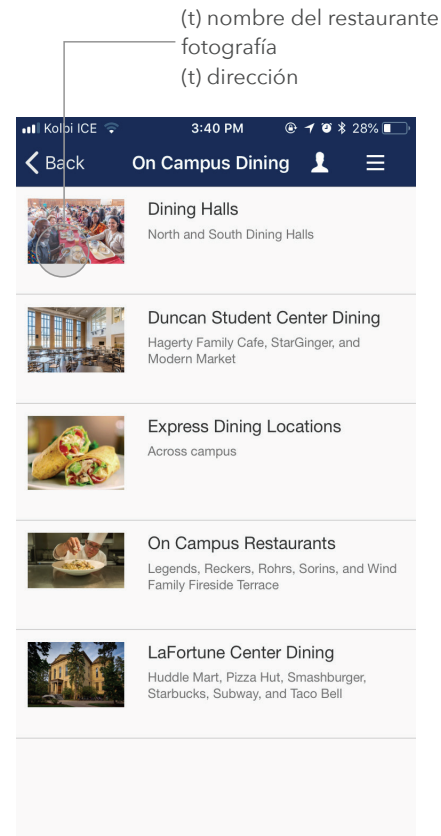 (t) nombre del restaurante
fotografía
(t) dirección
Kolbi ICE 3:40 PM 28%
Back On Campus Dining
Dining Halls
North and South Dining Halls
Duncan Student Center Dining
Hagerty Family Cafe, StarGinger, and
Modern Market
Express Dining Locations
Across campus
On Campus Restaurants
Legends, Reckers, Rohrs, Sorins, and Wind
Family Fireside Terrace
LaFortune Center Dining
Huddle Mart, Pizza Hut, Smashburger,
Starbucks, Subway, and Taco Bell